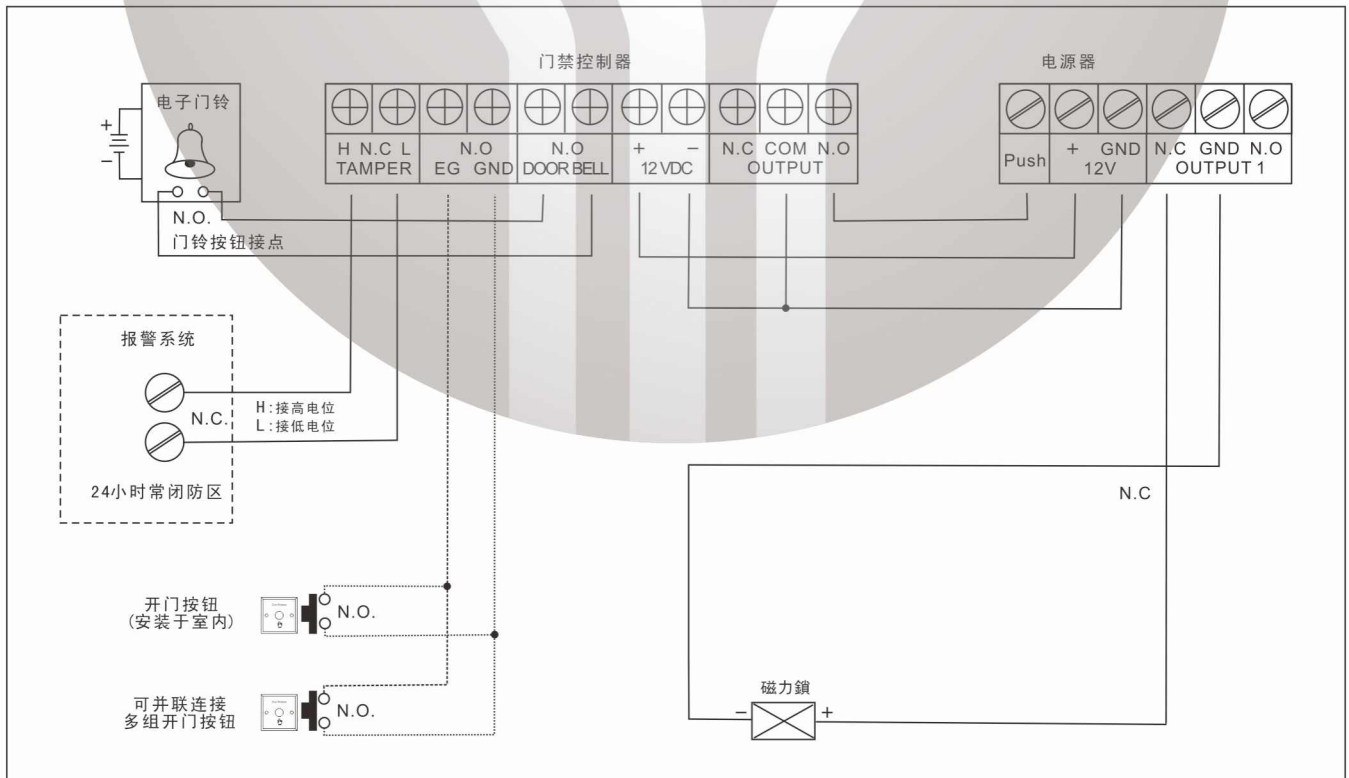 门禁控制器
电源器
电子门铃
+
−
H N.C L
TAMPER
N.O
EG GND
N.O
DOOR BELL
+ −
12 VDC
N.C COM N.O
OUTPUT
Push
+ GND
12V
N.C GND N.O
OUTPUT 1
N.O.
门铃按钮接点
报警系统
N.C.
H:接高电位
L:接低电位
24小时常闭防区
N.C
开门按钮
(安装于室内)
N.O.
可并联连接
多组开门按钮
N.O.
磁力鎖
− +